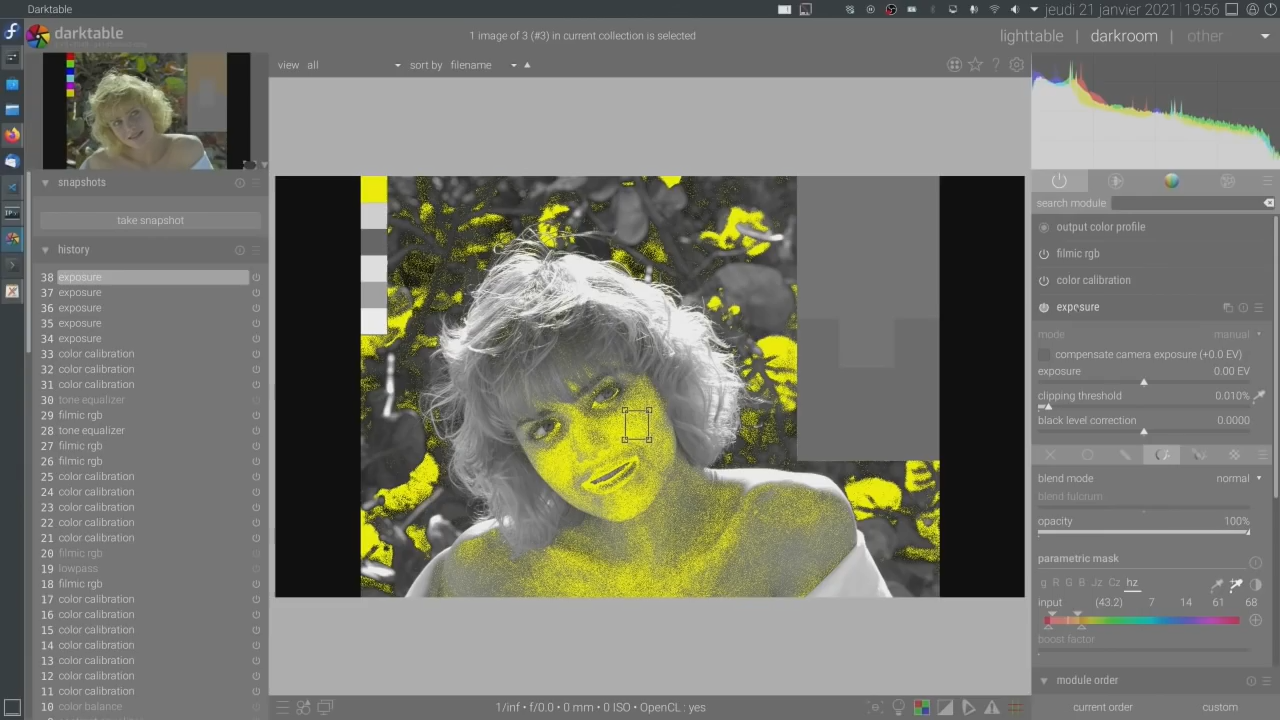 Darktable
jeudi 21 janvier 2021 | 19:56
darktable
1 image of 3 (#3) in current collection is selected
lighttable | darkroom | other
view all sort by filename
search module
snapshots
take snapshot
history
38 exposure
37 exposure
36 exposure
35 exposure
34 exposure
33 color calibration
32 color calibration
31 color calibration
30 tone equalizer
29 filmic rgb
28 tone equalizer
27 filmic rgb
26 filmic rgb
25 color calibration
24 color calibration
23 color calibration
22 color calibration
21 color calibration
20 filmic rgb
19 lowpass
18 filmic rgb
17 color calibration
16 color calibration
15 color calibration
14 color calibration
13 color calibration
12 color calibration
11 color calibration
10 color balance
output color profile
filmic rgb
color calibration
exposure
mode manual
compensate camera exposure (+0.0 EV)
exposure 0.00 EV
clipping threshold 0.010%
black level correction 0.0000
blend mode normal
blend fulcrum
opacity 100%
parametric mask
g R G B Jz Cz hz
input (43.2) 7 14 61 68
boost factor
module order
current order custom
1/inf • f/0.0 • 0 mm • 0 ISO • OpenCL : yes